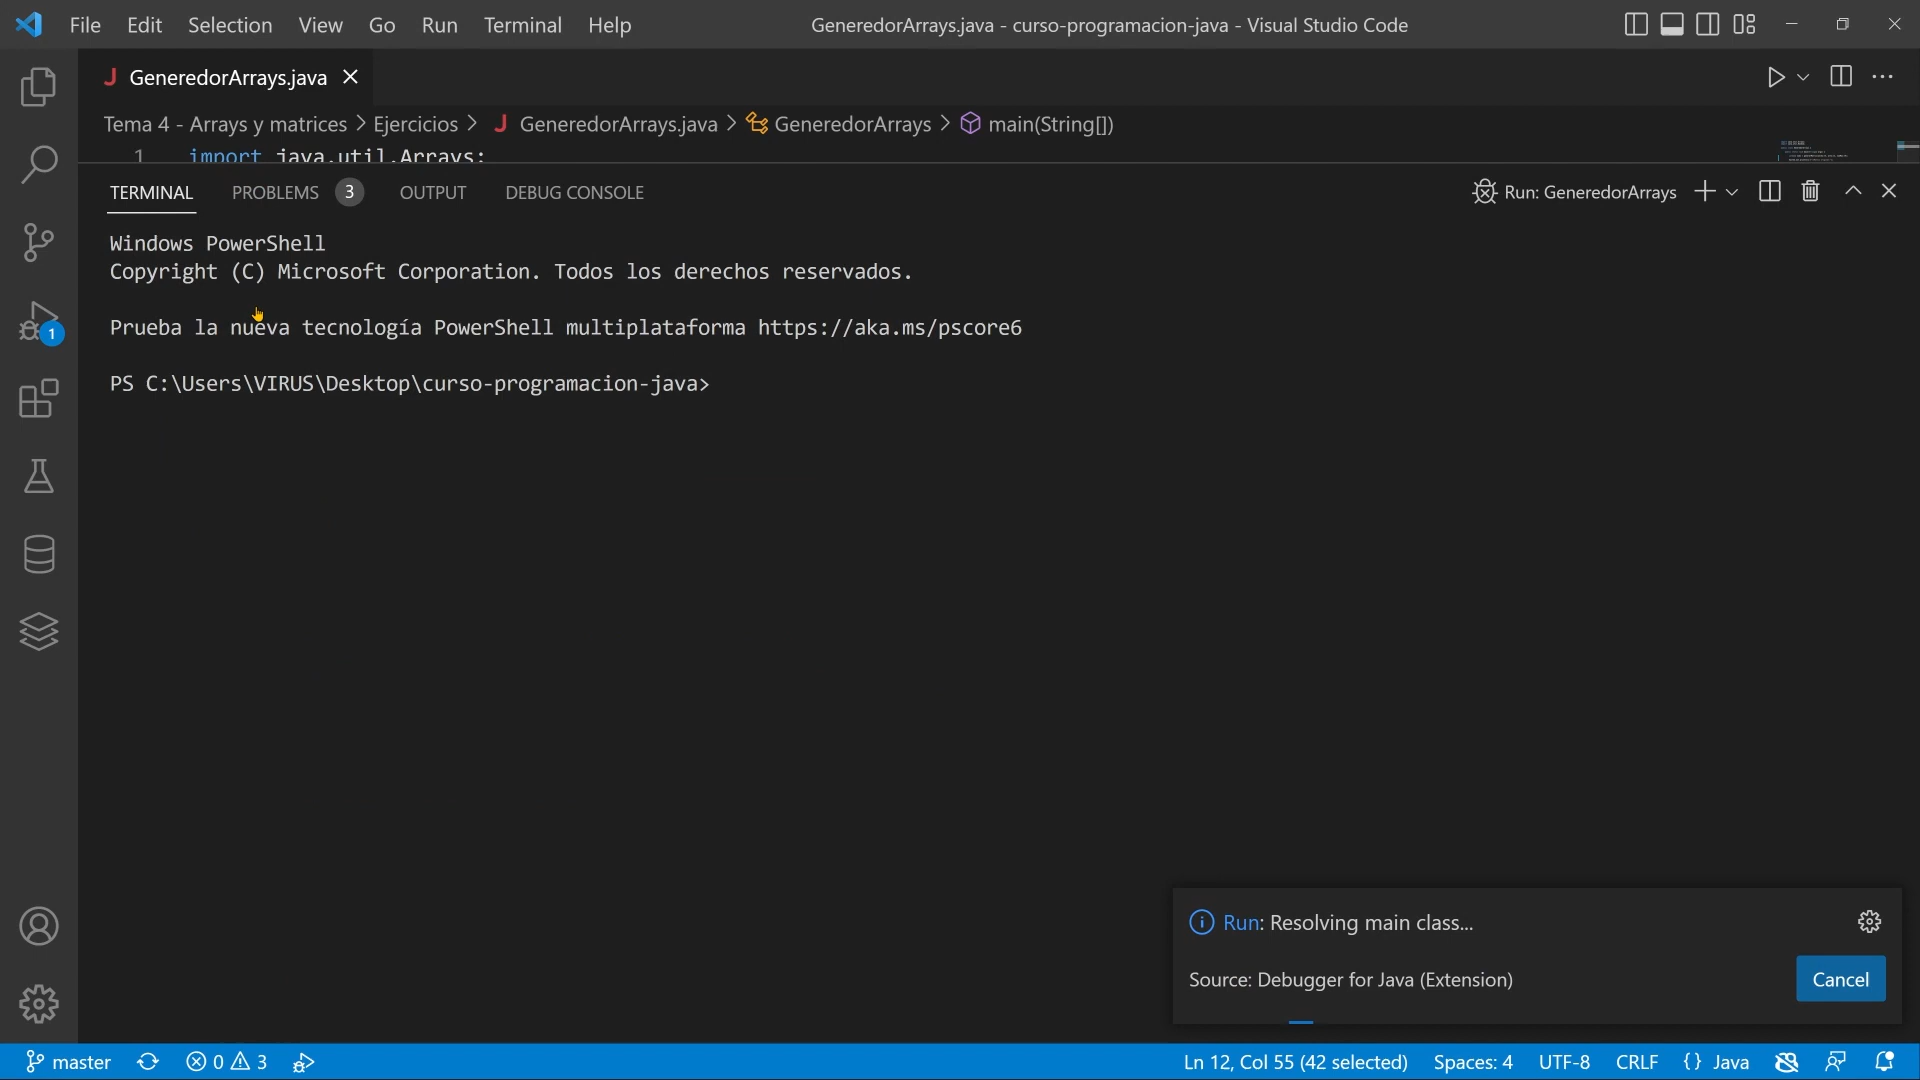 File Edit Selection View Go Run Terminal Help GeneredorArrays.java - curso-programacion-java - Visual Studio Code
J GeneredorArrays.java
Tema 4 - Arrays y matrices > Ejercicios > J GeneredorArrays.java > GeneredorArrays > main(String[])
1 import java.util.Arrays;
TERMINAL PROBLEMS 3 OUTPUT DEBUG CONSOLE Run: GeneredorArrays
Windows PowerShell
Copyright (C) Microsoft Corporation. Todos los derechos reservados.
Prueba la nueva tecnología PowerShell multiplataforma https://aka.ms/pscore6
1
PS C:\Users\VIRUS\Desktop\curso-programacion-java>
Run: Resolving main class...
Source: Debugger for Java (Extension)
Cancel
master 0 3 Ln 12, Col 55 (42 selected) Spaces: 4 UTF-8 CRLF {} Java